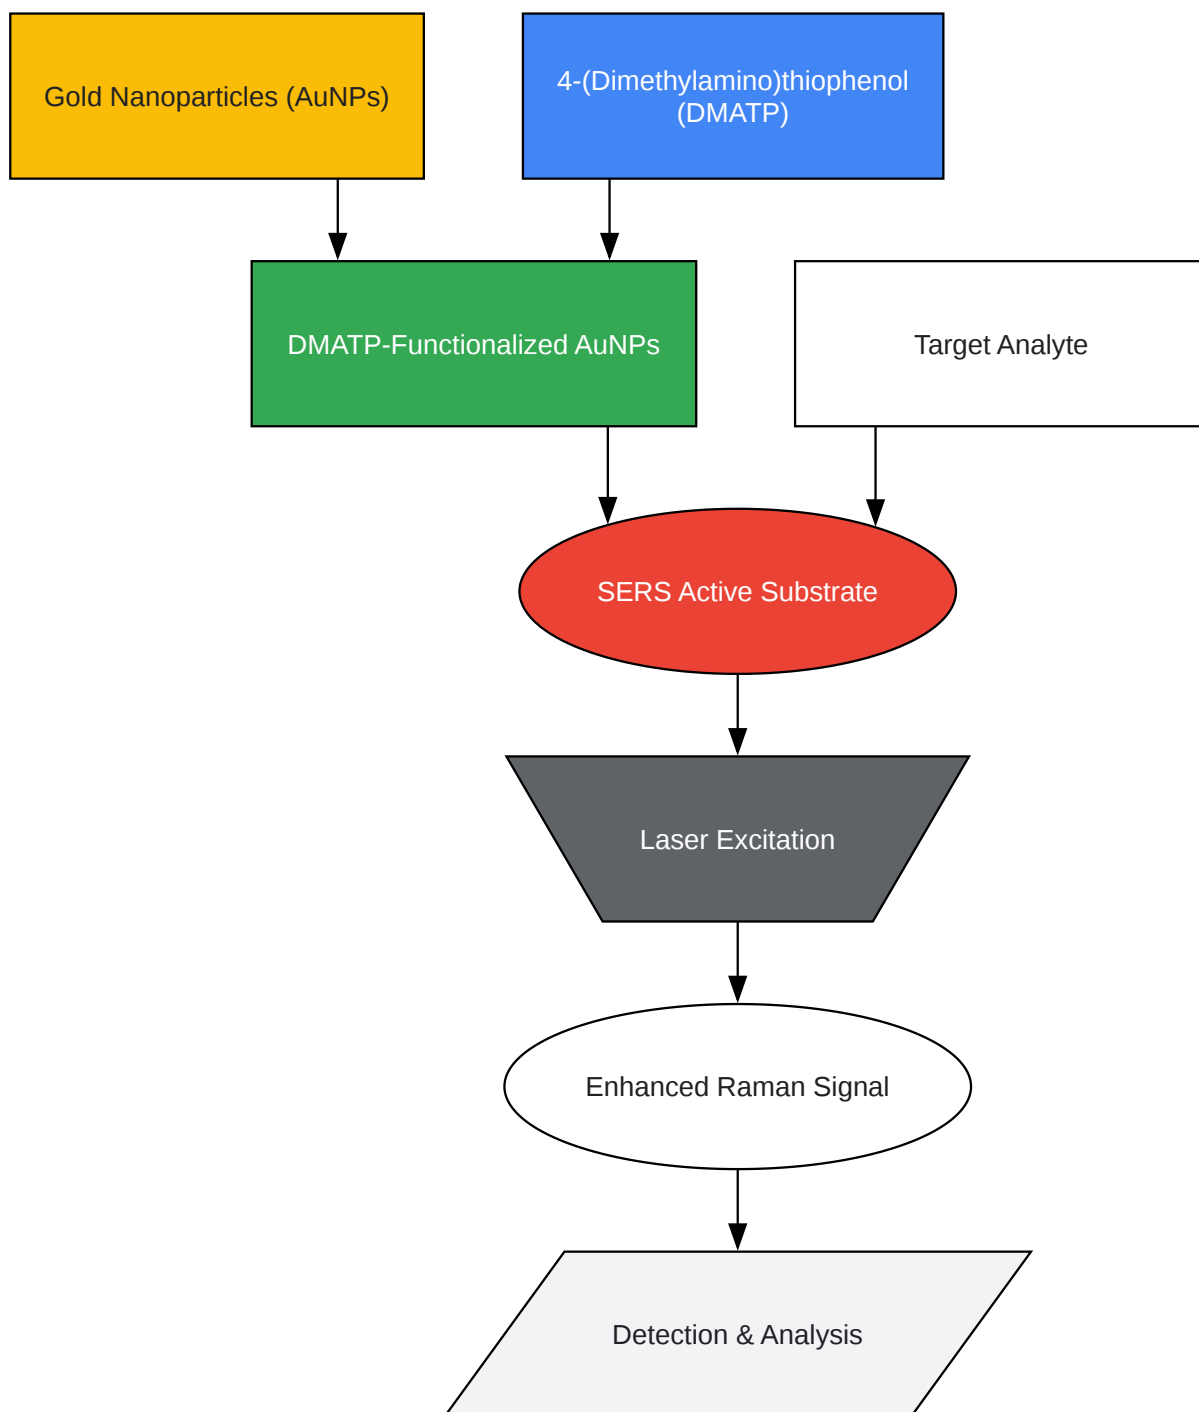 Gold Nanoparticles (AuNPs)
4-(Dimethylamino)thiophenol
(DMATP)
DMATP-Functionalized AuNPs
Target Analyte
SERS Active Substrate
Laser Excitation
Enhanced Raman Signal
Detection & Analysis